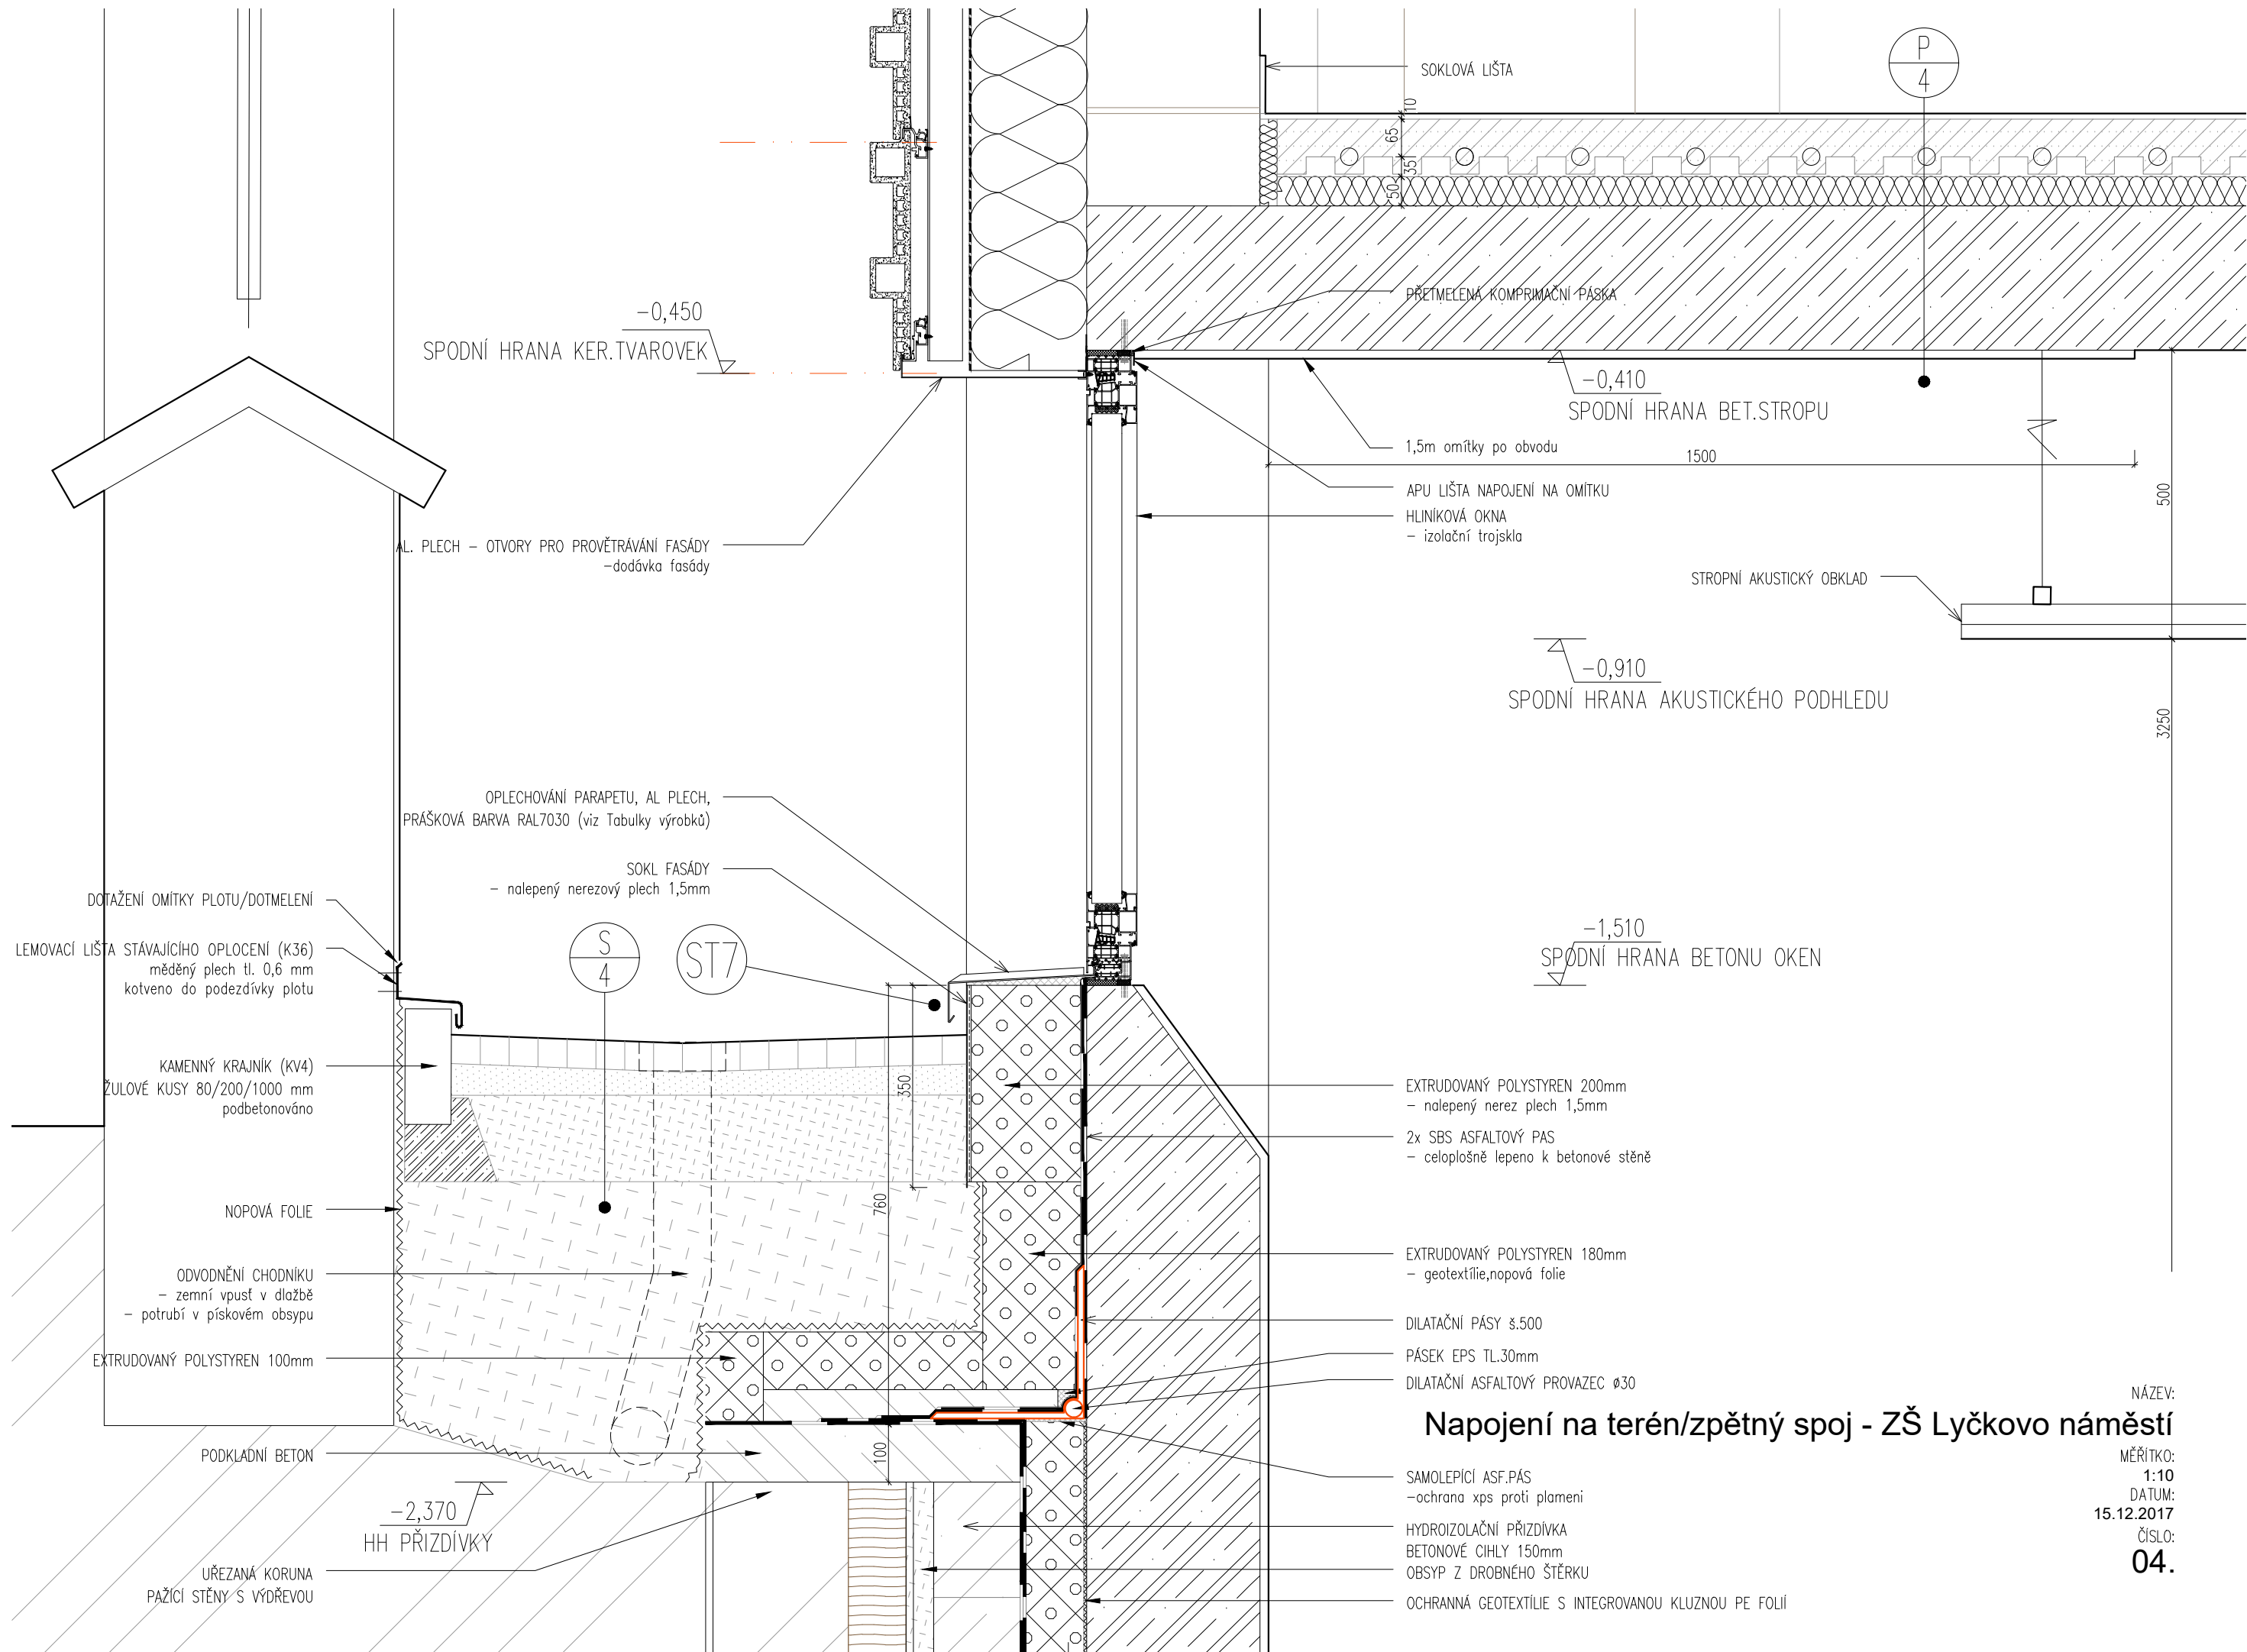 SOKLOVÁ LIŠTA
P
4
10
65
35
50
PŘETMELENÁ KOMPRIMAČNÍ PÁSKA
-0,450
SPODNÍ HRANA KER.TVAROVEK
-0,410
SPODNÍ HRANA BET.STROPU
1,5m omítky po obvodu
1500
APU LIŠTA NAPOJENÍ NA OMÍTKU
HLINÍKOVÁ OKNA
- izolační trojskla
500
AL. PLECH - OTVORY PRO PROVĚTRÁVÁNÍ FASÁDY
-dodávka fasády
STROPNÍ AKUSTICKÝ OBKLAD
-0,910
SPODNÍ HRANA AKUSTICKÉHO PODHLEDU
3250
OPLECHOVÁNÍ PARAPETU, AL PLECH,
PRÁŠKOVÁ BARVA RAL7030 (viz Tabulky výrobků)
SOKL FASÁDY
- nalepený nerezový plech 1,5mm
DOTAŽENÍ OMÍTKY PLOTU/DOTMELENÍ
LEMOVACÍ LIŠTA STÁVAJÍCÍHO OPLOCENÍ (K36)
měděný plech tl. 0,6 mm
kotveno do podezdívky plotu
S
4
ST7
-1,510
SPODNÍ HRANA BETONU OKEN
KAMENNÝ KRAJNÍK (KV4)
ŽULOVÉ KUSY 80/200/1000 mm
podbetonováno
350
760
EXTRUDOVANÝ POLYSTYREN 200mm
- nalepený nerez plech 1,5mm
2x SBS ASFALTOVÝ PAS
- celoplošně lepeno k betonové stěně
NOPOVÁ FOLIE
ODVODNĚNÍ CHODNÍKU
- zemní vpusť v dlažbě
- potrubí v pískovém obsypu
EXTRUDOVANÝ POLYSTYREN 180mm
- geotextílie,nopová folie
DILATAČNÍ PÁSY š.500
EXTRUDOVANÝ POLYSTYREN 100mm
PÁSEK EPS TL.30mm
DILATAČNÍ ASFALTOVÝ PROVAZEC ø30
PODKLADNÍ BETON
100
SAMOLEPÍCÍ ASF.PÁS
-ochrana xps proti plameni
-2,370
HH PŘIZDÍVKY
HYDROIZOLAČNÍ PŘIZDÍVKA
BETONOVÉ CIHLY 150mm
OBSYP Z DROBNÉHO ŠTĚRKU
UŘEZANÁ KORUNA
PAŽÍCÍ STĚNY S VÝDŘEVOU
OCHRANNÁ GEOTEXTÍLIE S INTEGROVANOU KLUZNOU PE FOLIÍ
NÁZEV:
Napojení na terén/zpětný spoj - ZŠ Lyčkovo náměstí
MĚŘÍTKO:
1:10
DATUM:
15.12.2017
ČÍSLO:
04.